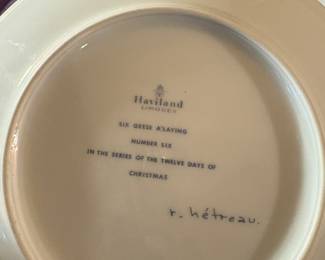 Haviland
LIMOGES
SIX GEESE A'LAYING
NUMBER SIX
IN THE SERIES OF THE TWELVE DAYS OF
CHRISTMAS
r. hétreau.